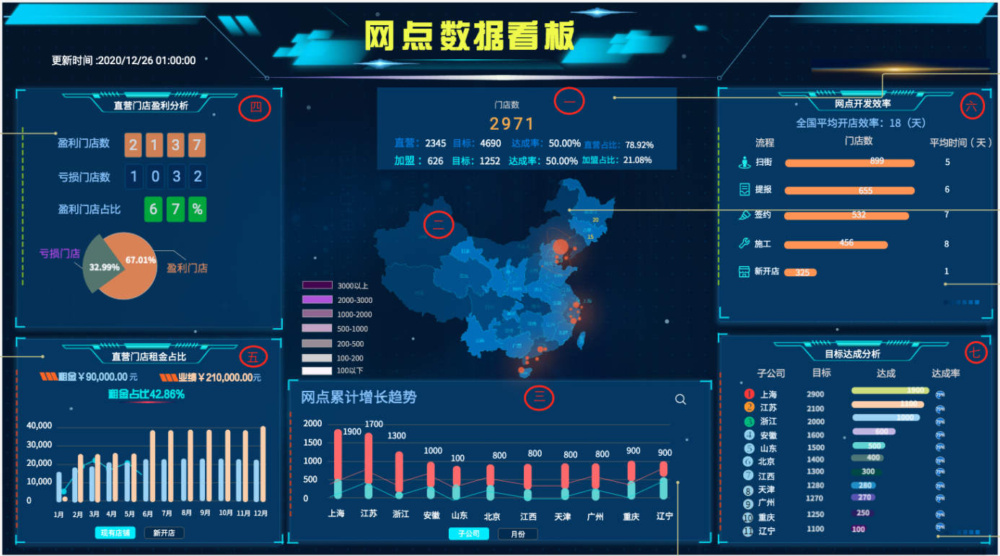 网点数据看板
更新时间 :2020/12/26 01:00:00
直营门店盈利分析
四
盈利门店数 2 1 3 7
亏损门店数 1 0 3 2
盈利门店占比 6 7 %
亏损门店
32.99%
67.01%
盈利门店
直营门店租金占比
五
租金¥90,000.00 元
业绩¥210,000.00元
租金占比42.86%
40,000
30,000
20,000
10,000
0
1月 2月 3月 4月 5月 6月 7月 8月 9月 10月 11月 12月
现有店铺 新开店
门店数
一
2971
直营: 2345 目标: 4690 达成率: 50.00% 直营占比: 78.92%
加盟: 626 目标: 1252 达成率: 50.00% 加盟占比: 21.08%
二
20
15
上海
3000以上
2000-3000
1000-2000
500-1000
200-500
100-200
100以下
网点累计增长趋势
三
2000
1500
1000
500
0
1900 1700 1300 1000 100 800 800 800 800 900 900
上海 江苏 浙江 安徽 山东 北京 江西 天津 广州 重庆 辽宁
子公司 月份
网点开发效率
六
全国平均开店效率: 18（天）
流程 门店数 平均时间（天）
扫街 899 5
提报 655 6
签约 532 7
施工 456 8
新开店 325 1
目标达成分析
七
子公司 目标 达成 达成率
1 上海 2900 1900 75%
2 江苏 2100 1100 75%
3 浙江 2000 1000 75%
4 安徽 1600 600 75%
5 山东 1500 500 75%
6 北京 1400 400 75%
7 江西 1300 300 75%
8 天津 1280 280 75%
9 广州 1270 270 75%
10 重庆 1250 250 75%
11 辽宁 1100 100 75%